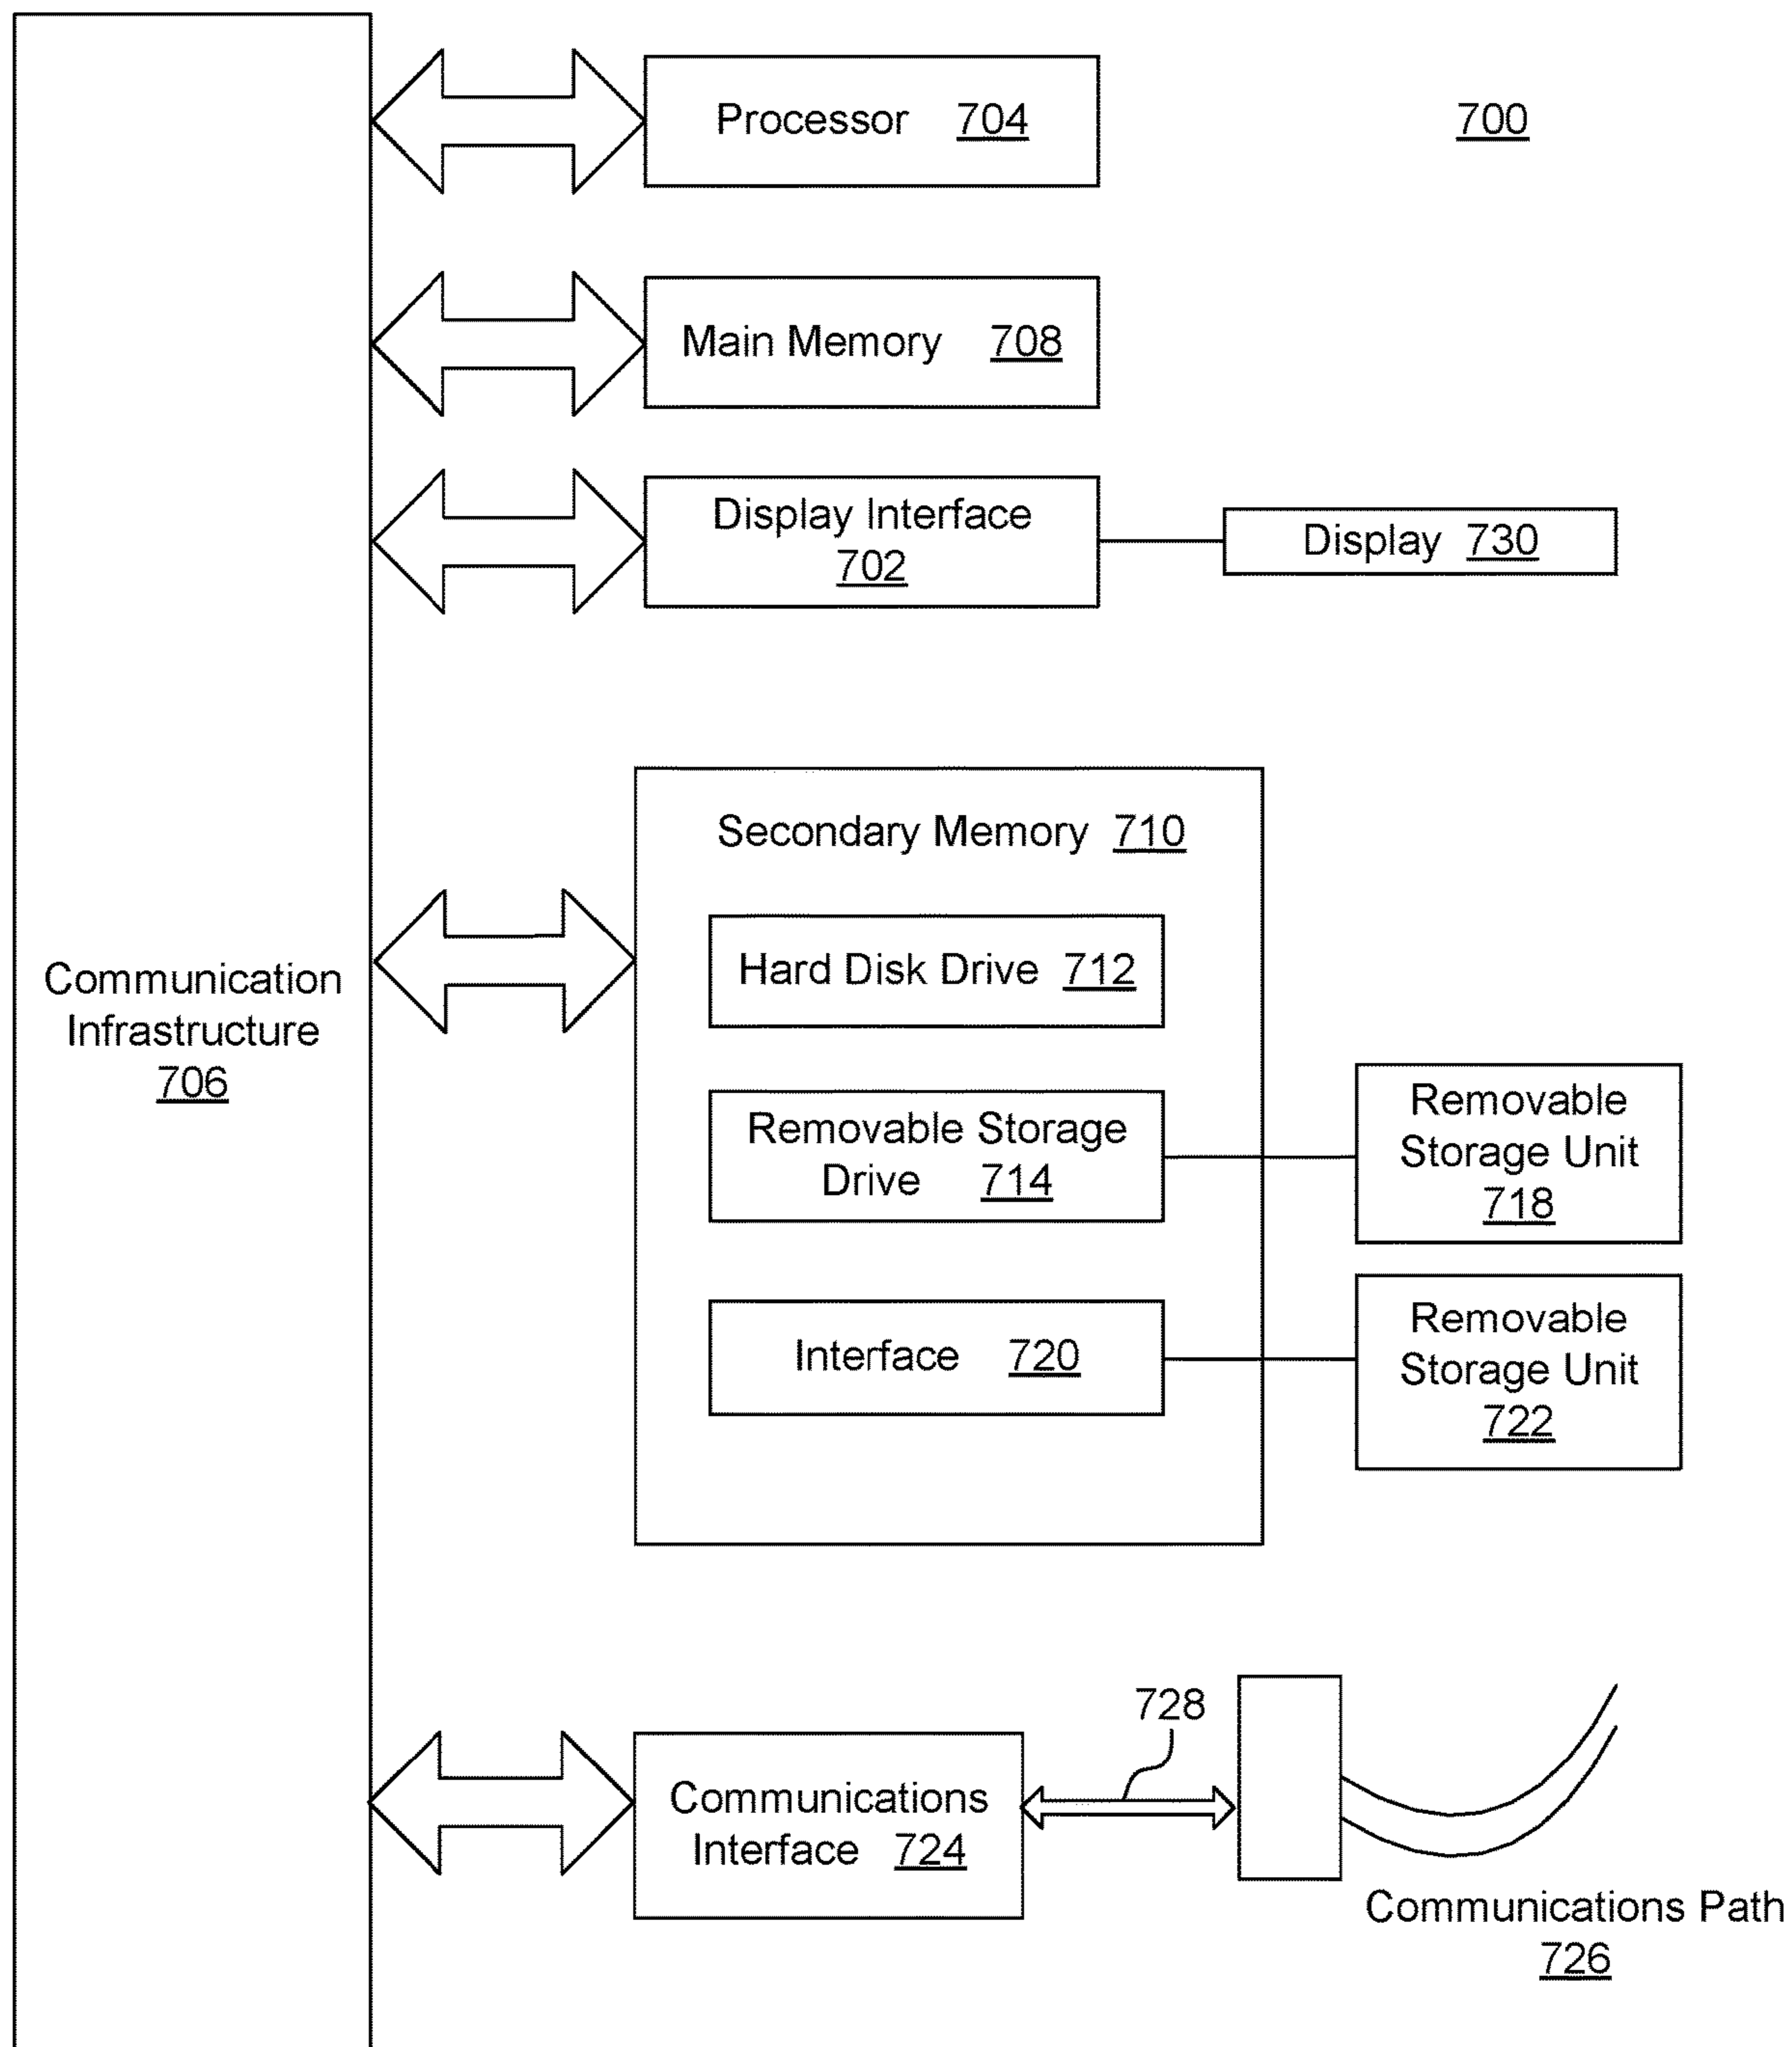 Processor 704
700
Main Memory 708
Display Interface
702
Display 730
Secondary Memory 710
Hard Disk Drive 712
Communication
Infrastructure
706
Removable Storage
Drive 714
Removable
Storage Unit
718
Interface 720
Removable
Storage Unit
722
728
Communications
Interface 724
Communications Path
726